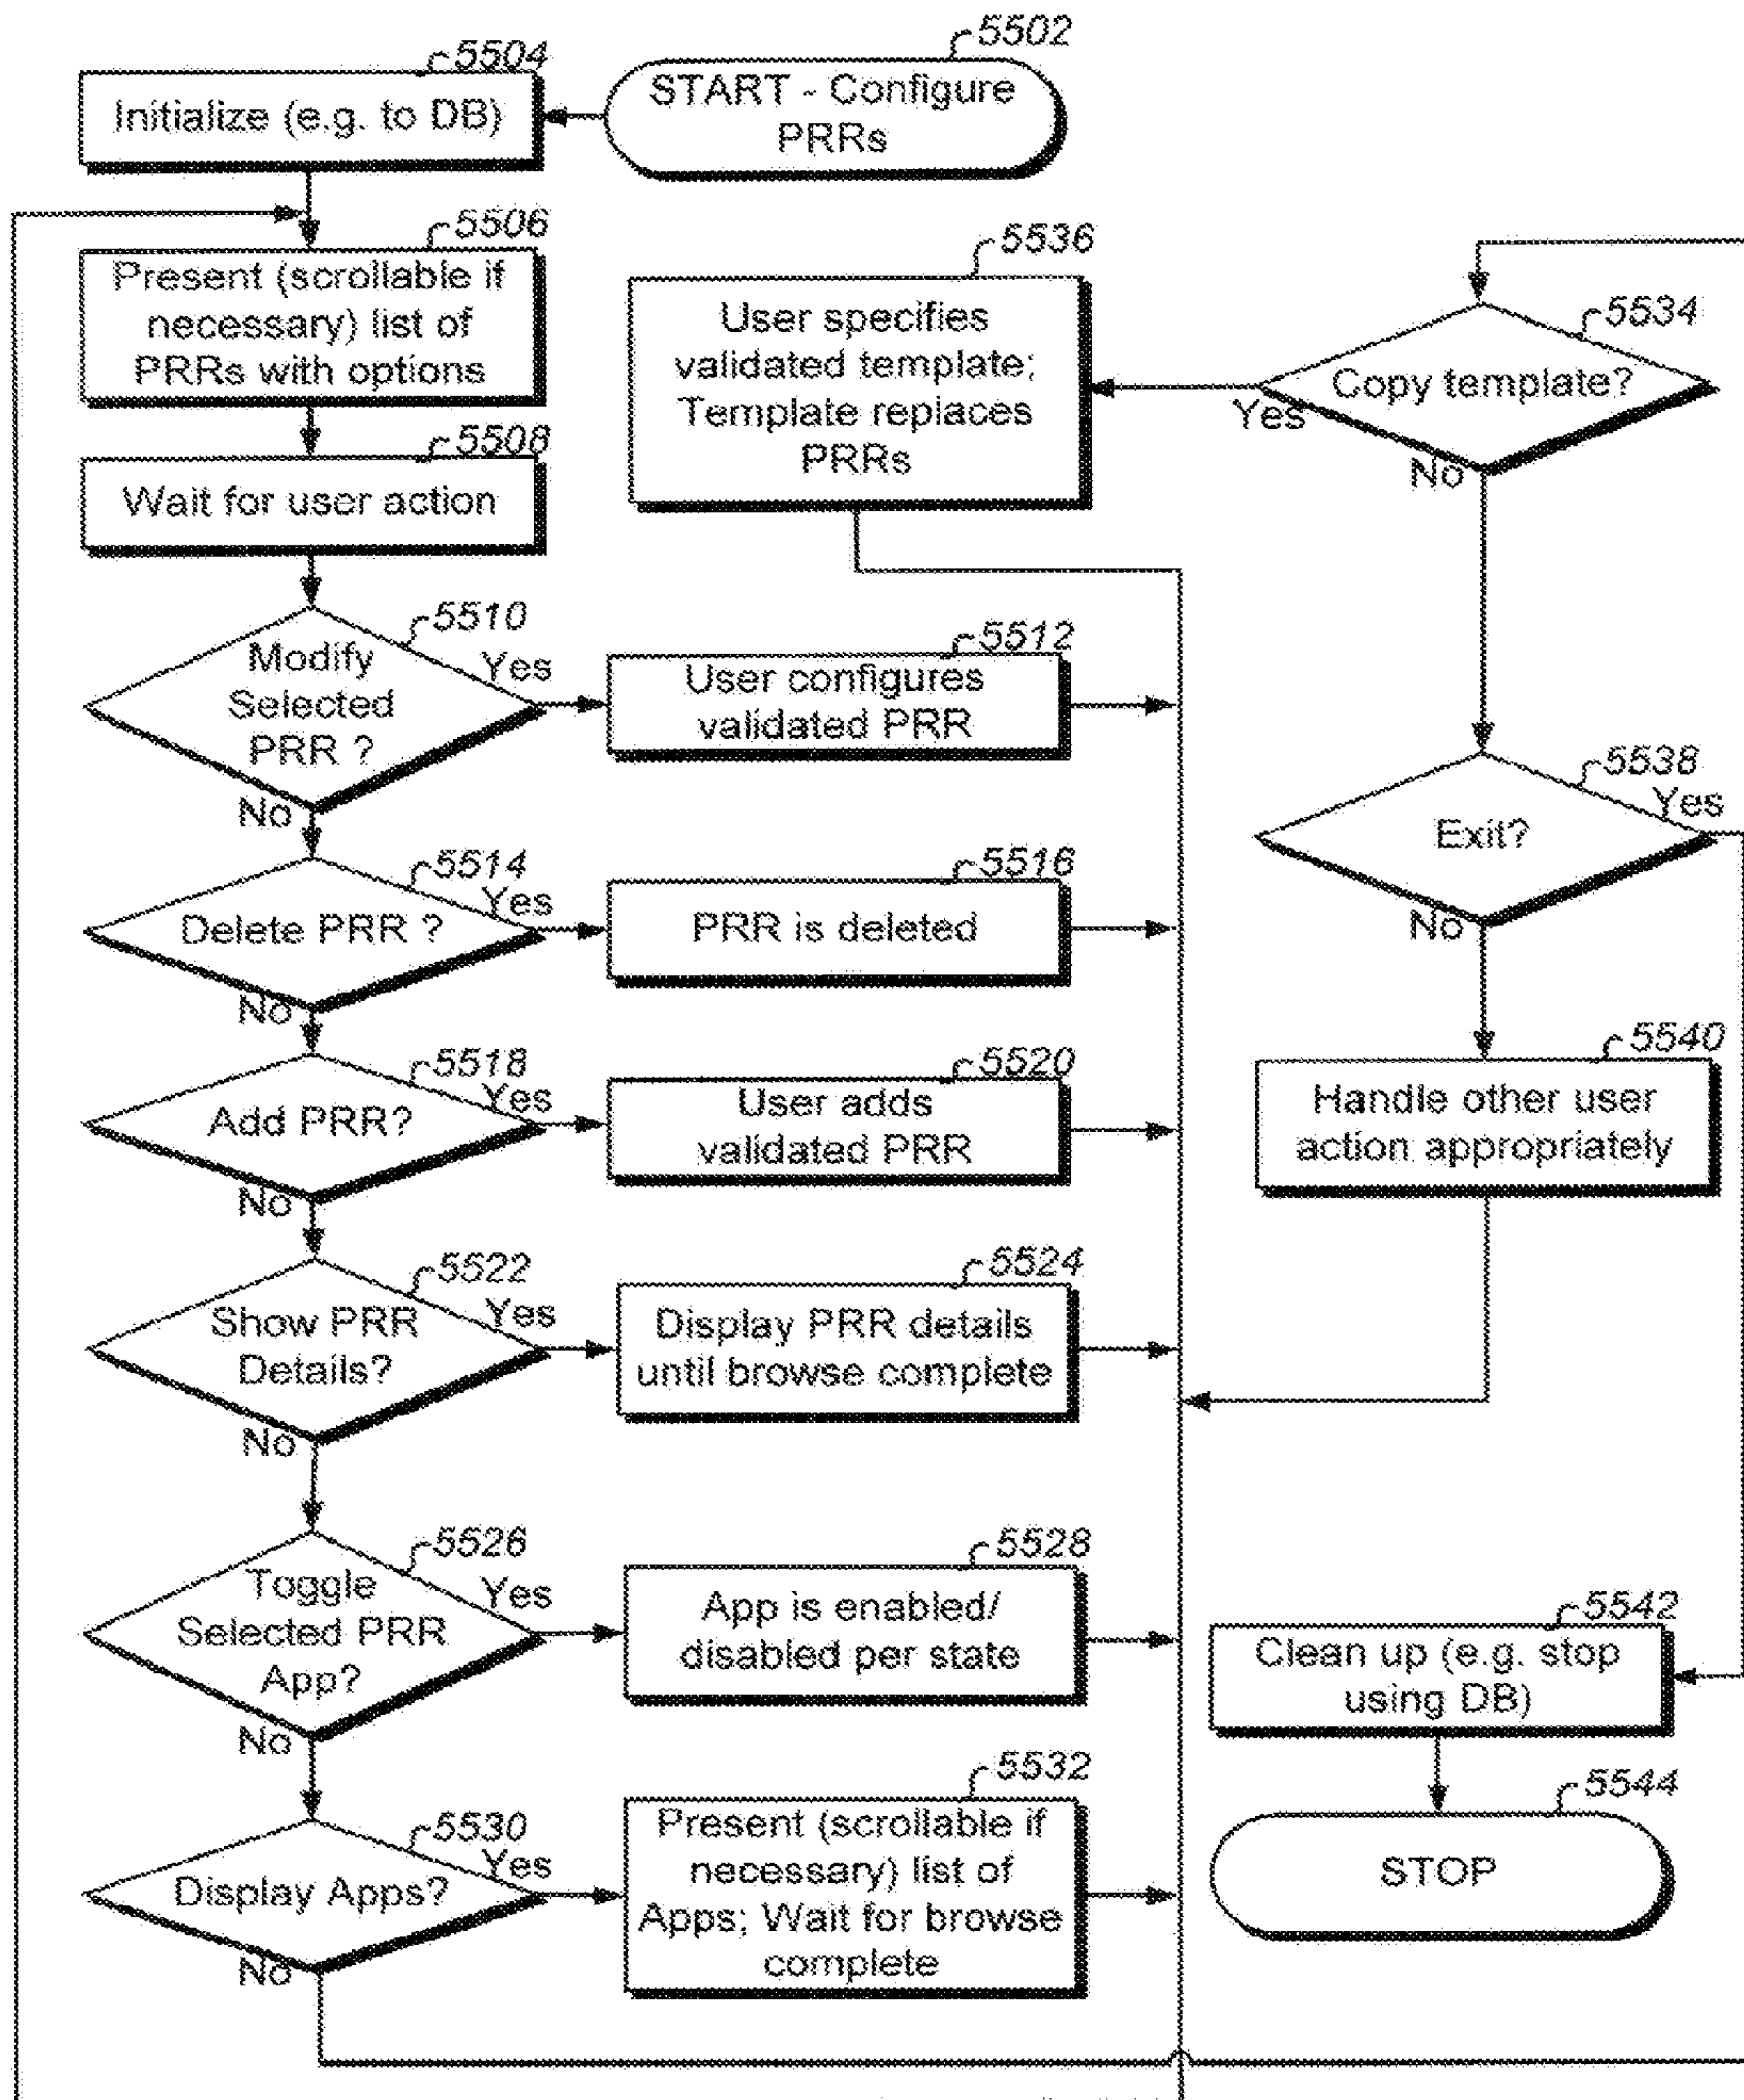 5502
START - Configure
PRRs
5504
Initialize (e.g. to DB)
5506
Present (scrollable if
necessary) list of
PRRs with options
5508
Wait for user action
5510
Modify
Selected
PRR ?
Yes
No
5512
User configures
validated PRR
5514
Delete PRR ?
Yes
No
5516
PRR is deleted
5518
Add PRR?
Yes
No
5520
User adds
validated PRR
5522
Show PRR
Details?
Yes
No
5524
Display PRR details
until browse complete
5526
Toggle
Selected PRR
App?
Yes
No
5528
App is enabled/
disabled per state
5530
Display Apps?
Yes
No
5532
Present (scrollable if
necessary) list of
Apps; Wait for browse
complete
5534
Copy template?
Yes
No
5536
User specifies
validated template;
Template replaces
PRRs
5538
Exit?
Yes
No
5540
Handle other user
action appropriately
5542
Clean up (e.g. stop
using DB)
5544
STOP